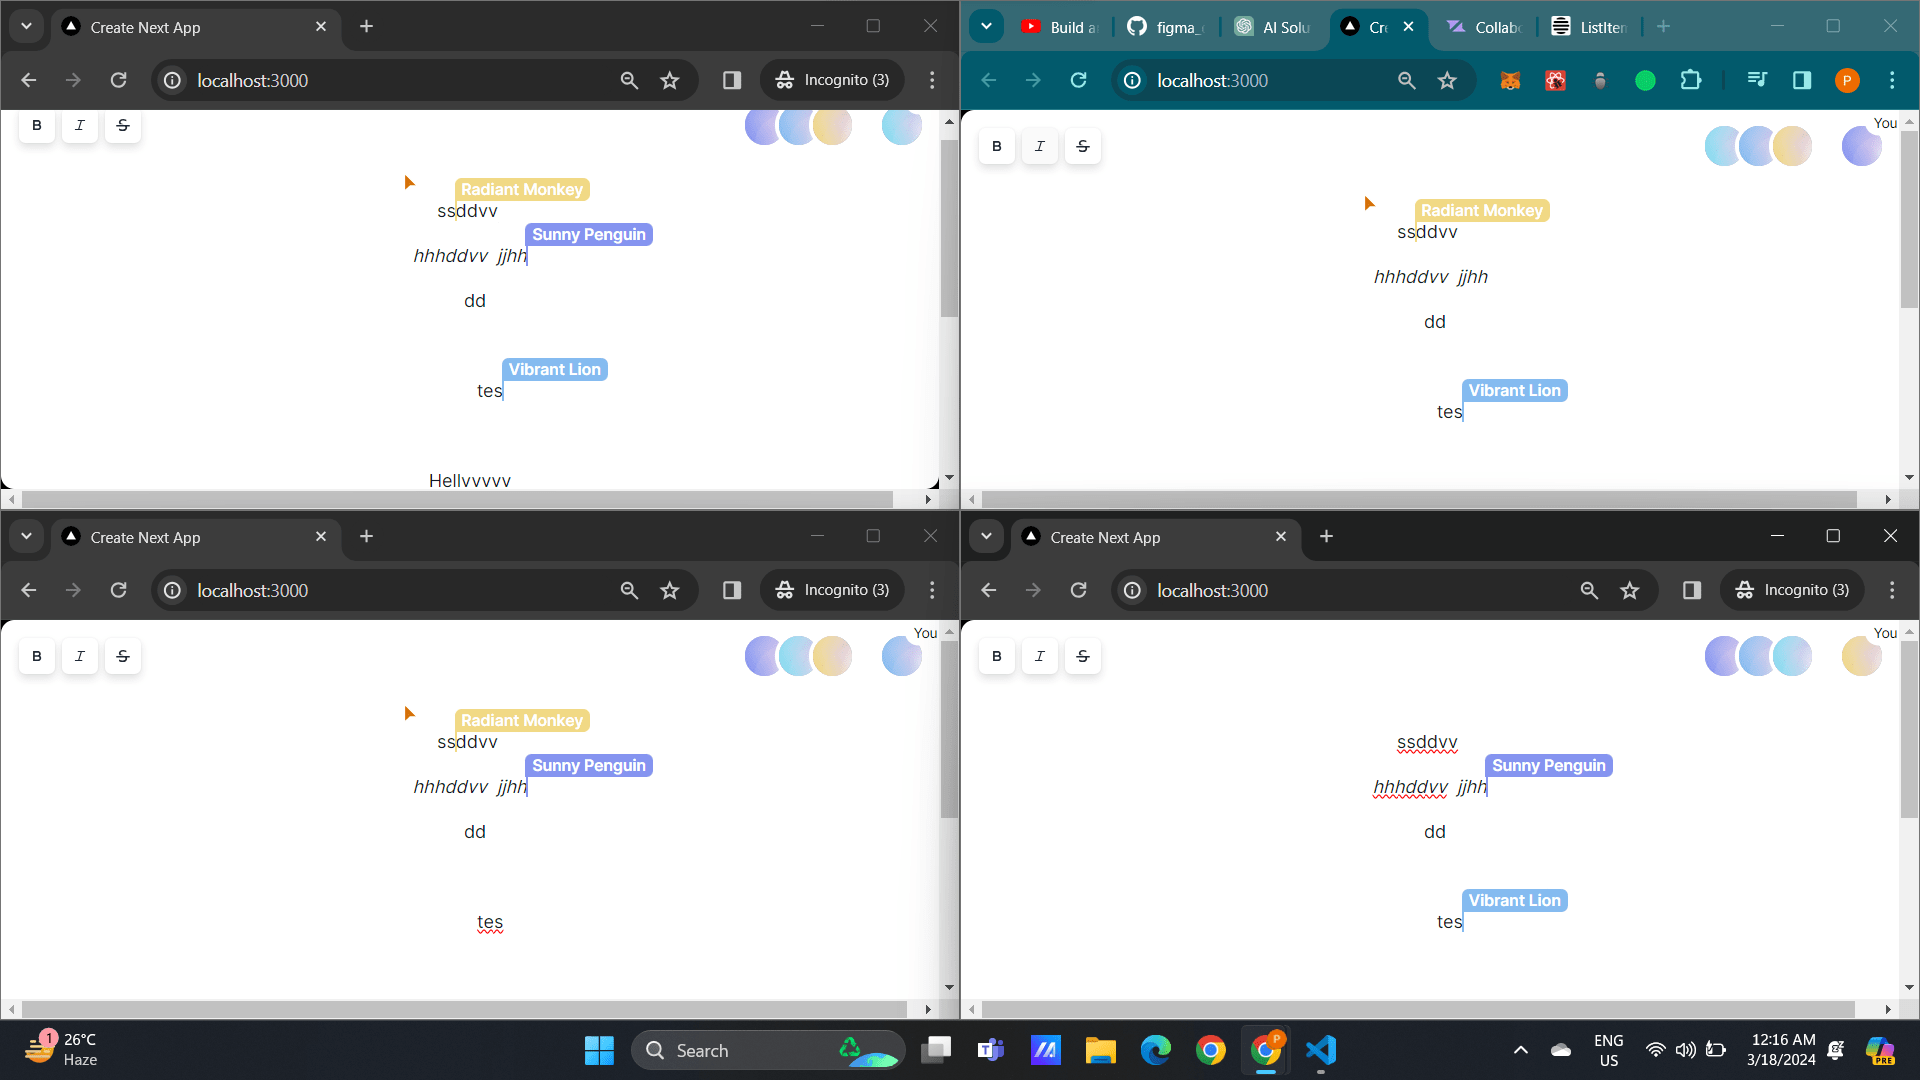 Create Next App
localhost:3000
Incognito (3)
B I S
Radiant Monkey
ssddvv
Sunny Penguin
hhhddvv jjhh
dd
Vibrant Lion
tes
Hellvvvvv
Build a
figma_
AI Solu
Cre
Collabo
ListItem
localhost:3000
P
B I S
You
Radiant Monkey
ssddvv
hhhddvv jjhh
dd
Vibrant Lion
tes
Create Next App
localhost:3000
Incognito (3)
B I S
You
Radiant Monkey
ssddvv
Sunny Penguin
hhhddvv jjhh
dd
tes
Create Next App
localhost:3000
Incognito (3)
B I S
You
ssddvv
Sunny Penguin
hhhddvv jjhh
dd
Vibrant Lion
tes
1
26°C
Haze
Search
P
ENG
US
12:16 AM
3/18/2024
PRE